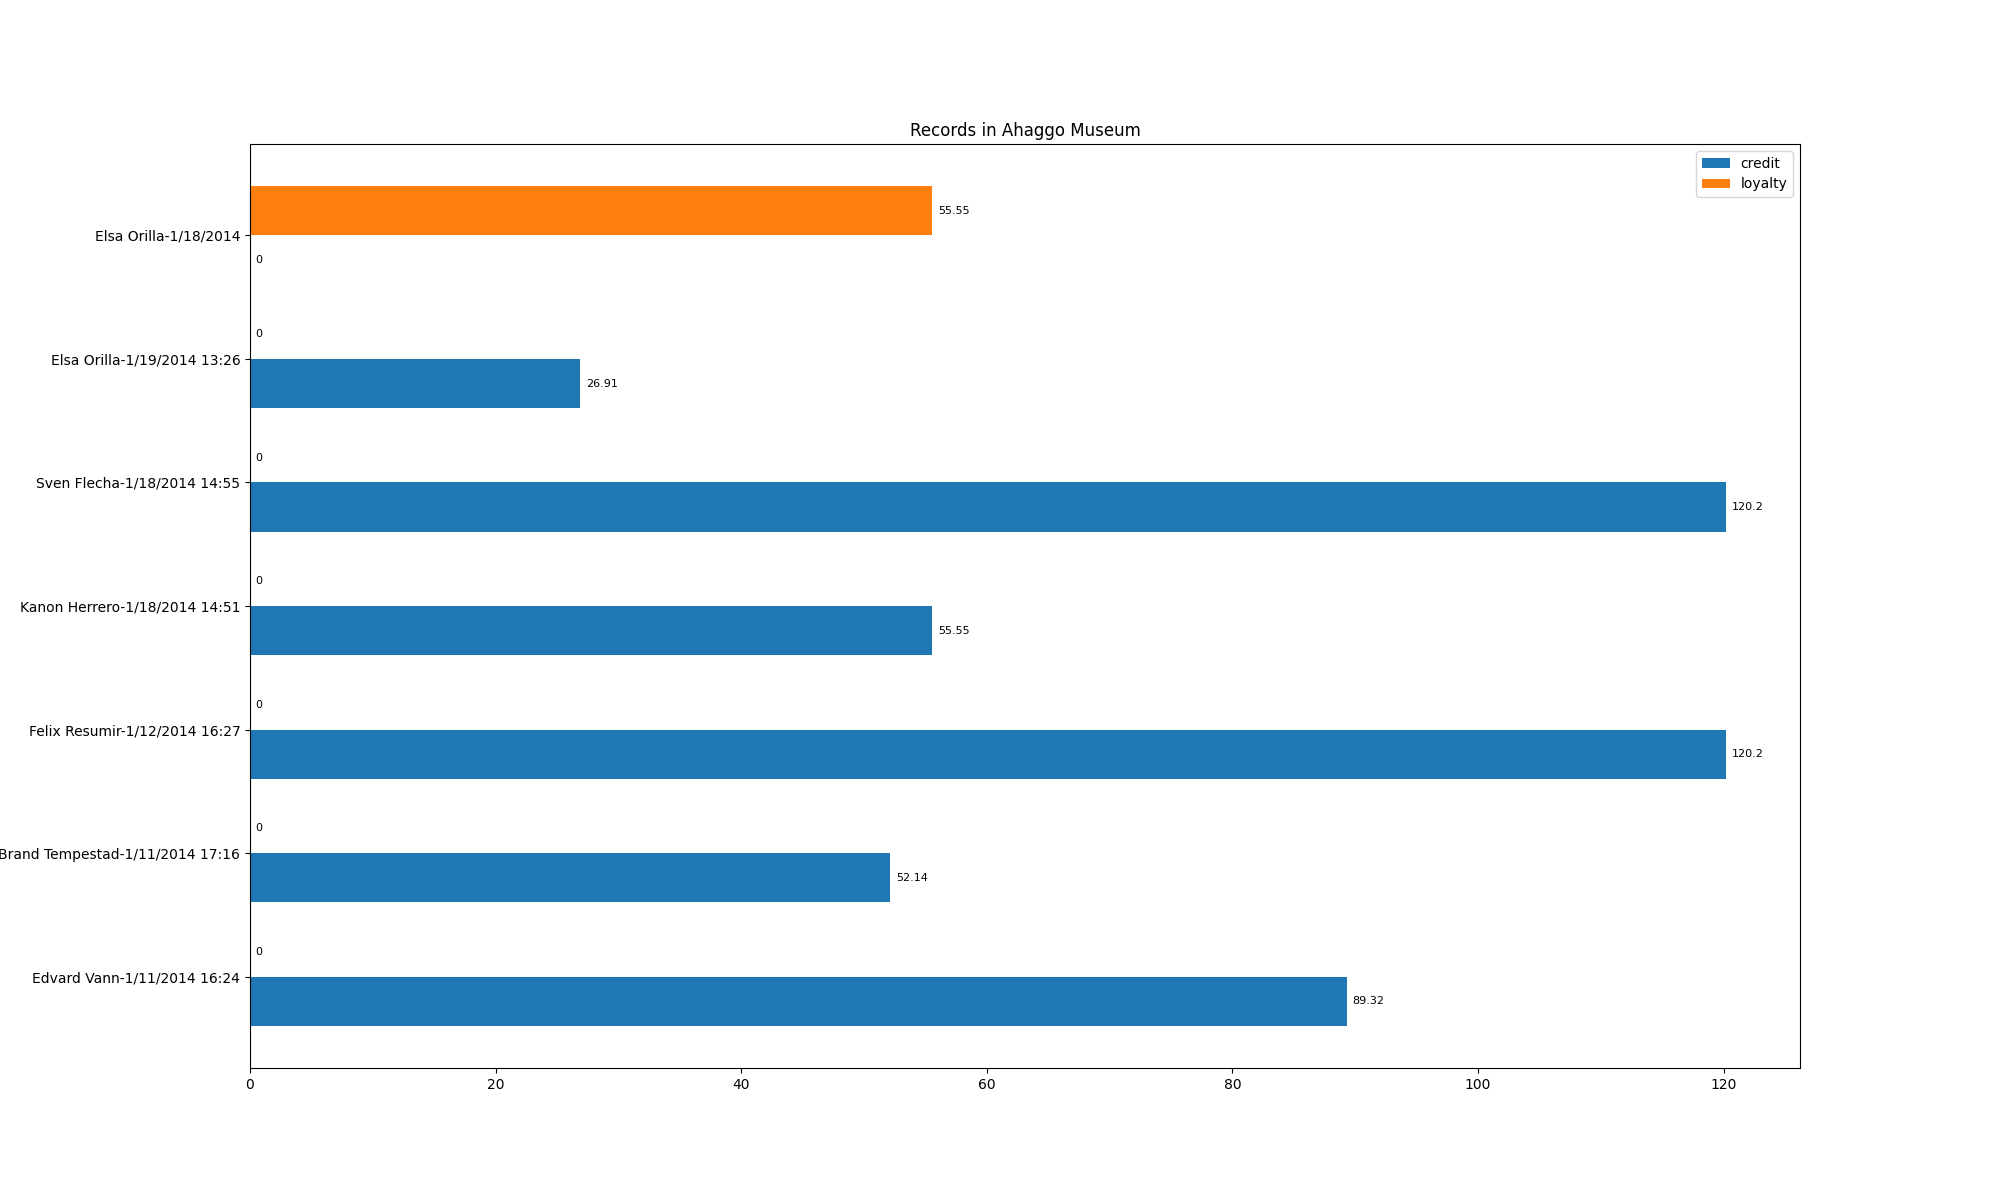 Records in Ahaggo Museum
credit
loyalty
55.55
Elsa Orilla-1/18/2014
0
0
Elsa Orilla-1/19/2014 13:26
26.91
0
Sven Flecha-1/18/2014 14:55
120.2
0
Kanon Herrero-1/18/2014 14:51
55.55
0
Felix Resumir-1/12/2014 16:27
120.2
0
Brand Tempestad-1/11/2014 17:16
52.14
0
Edvard Vann-1/11/2014 16:24
89.32
0 20 40 60 80 100 120